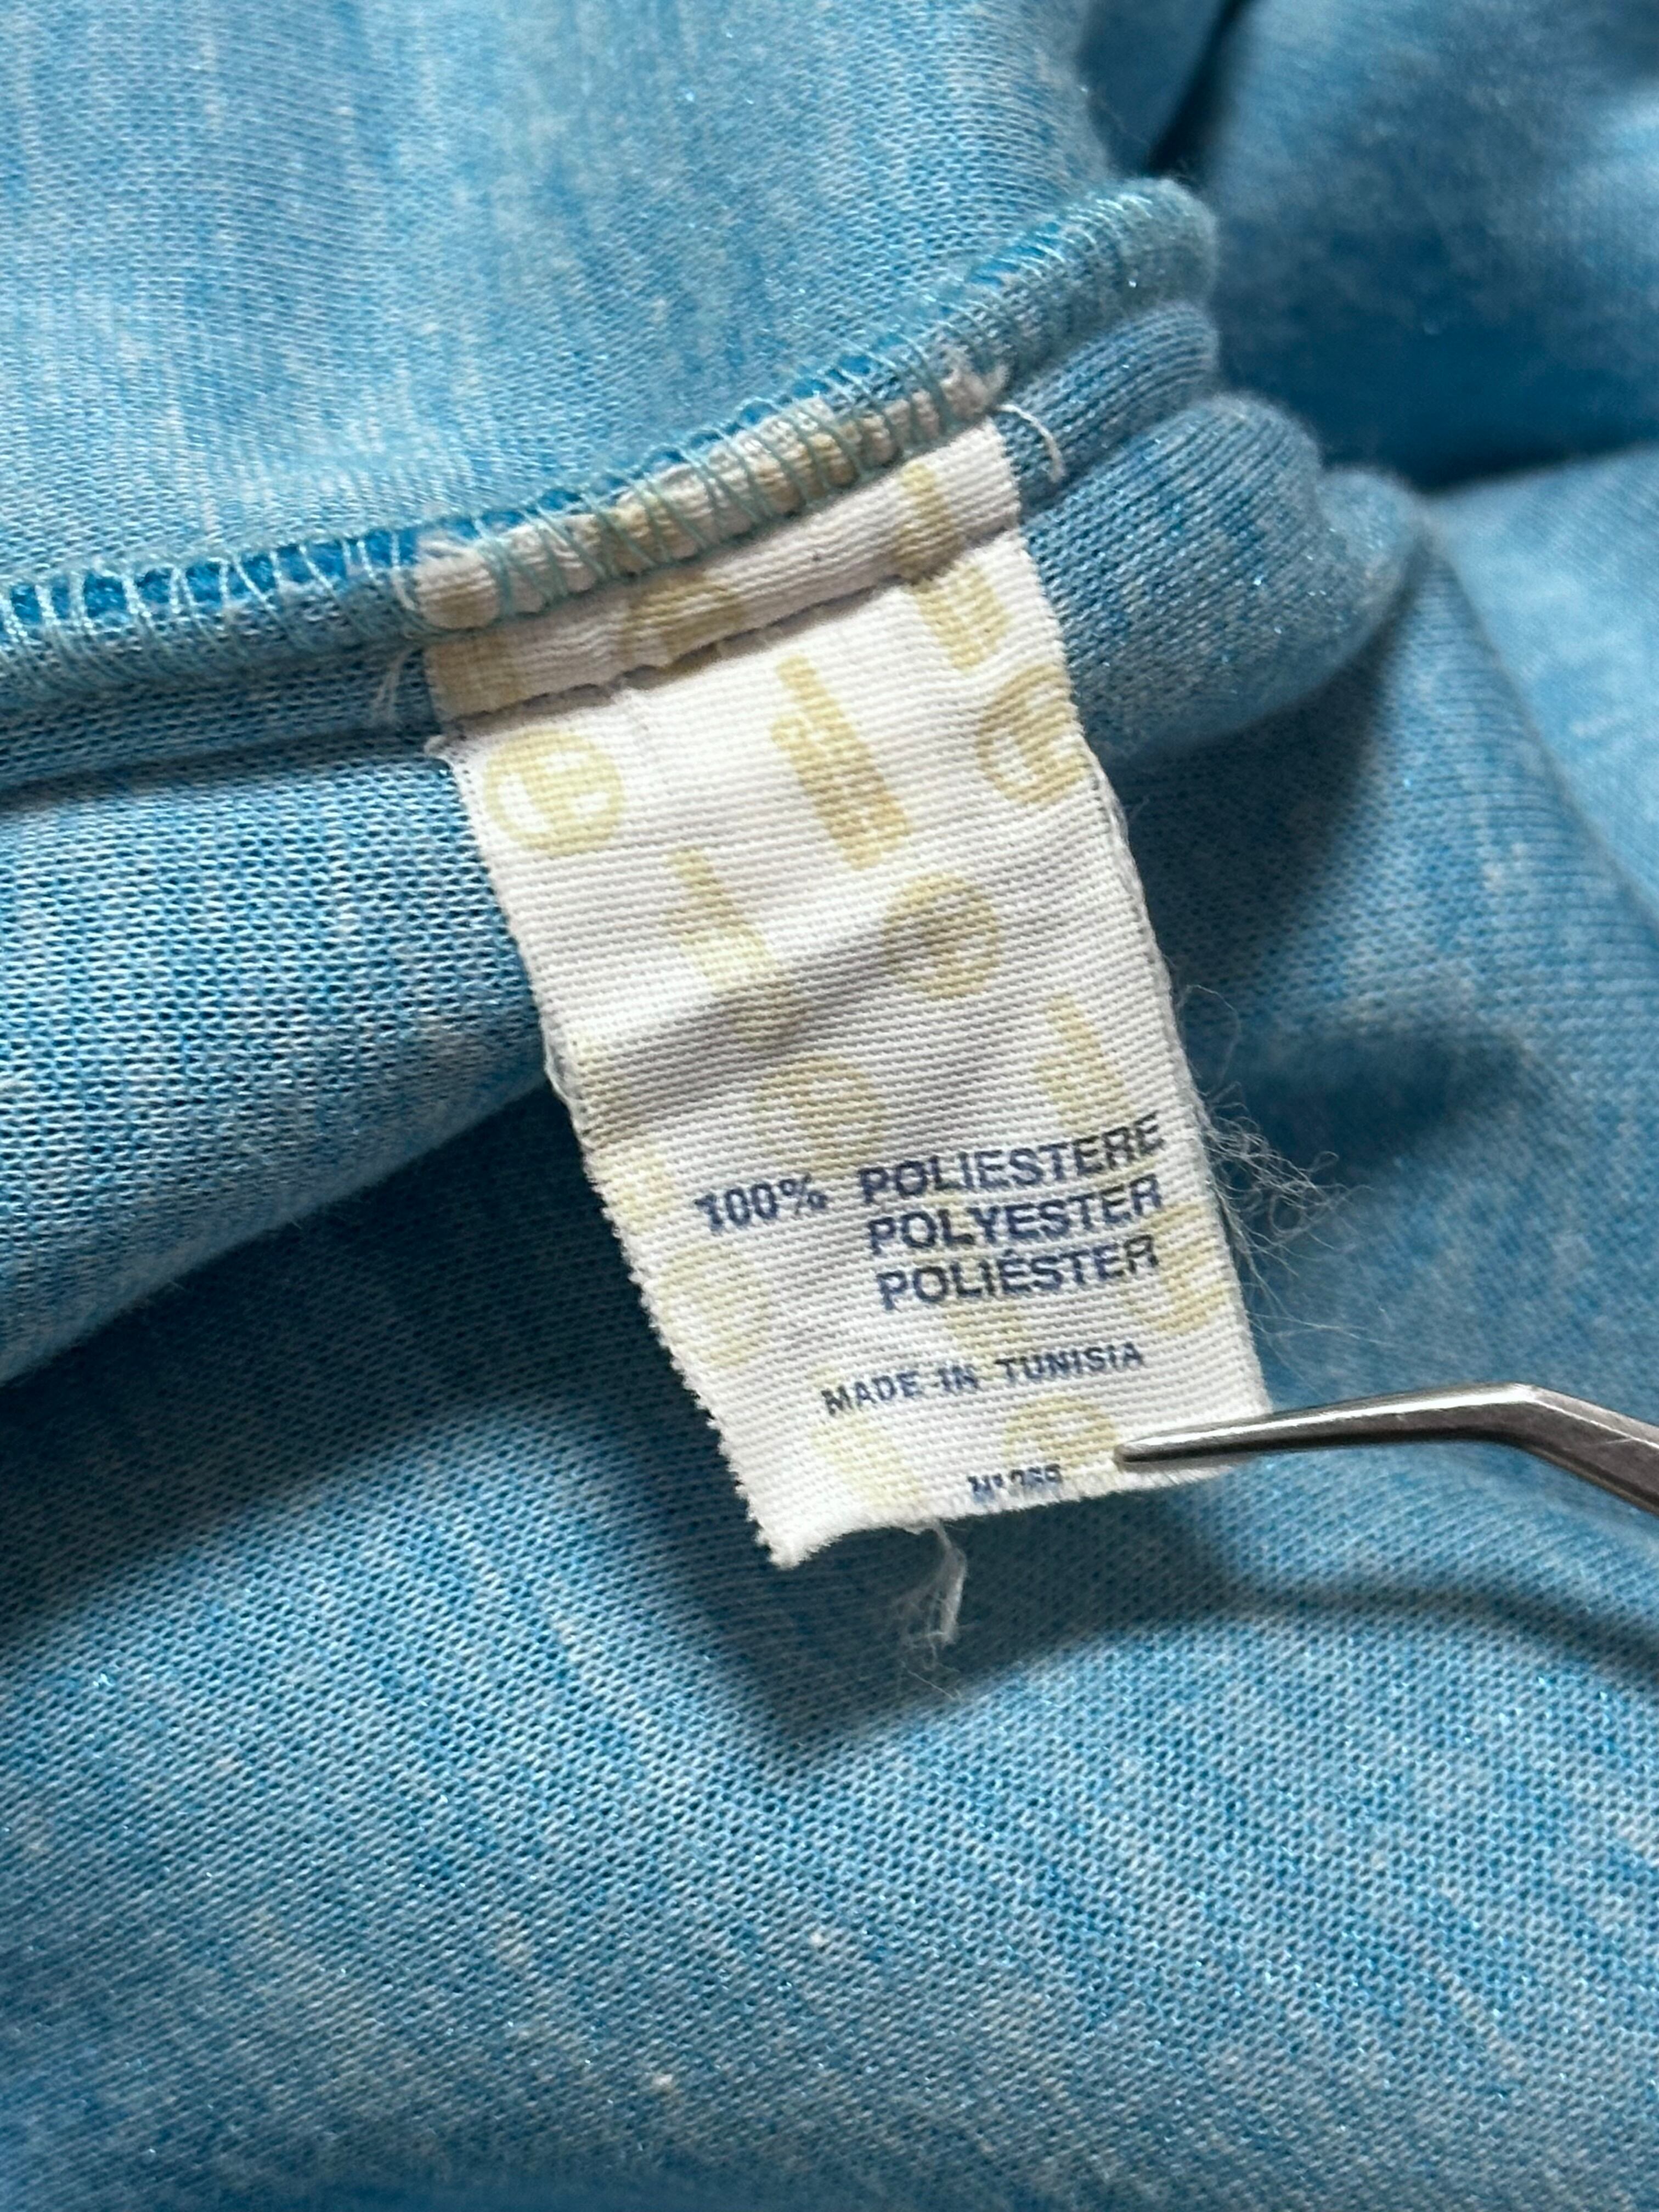 100% POLIESTERE
POLYESTER
POLIÉSTER
MADE IN TUNISIA